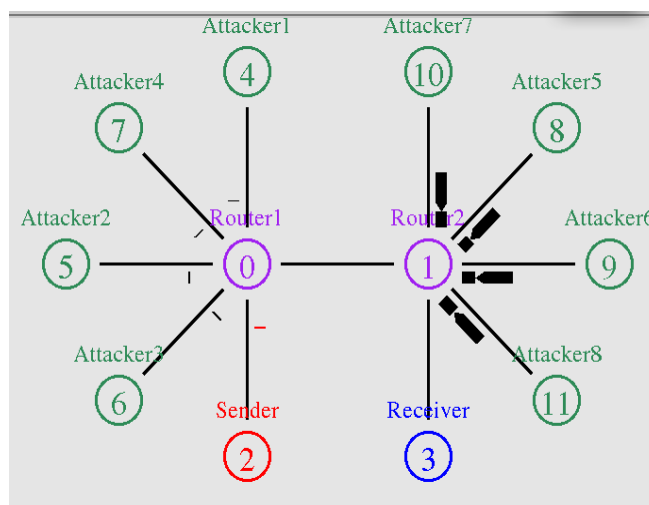 Attacker1
Attacker7
4
10
Attacker4
Attacker5
7
8
Attacker2
Router1
Router2
Attacker6
5
0
1
9
Attacker3
Attacker8
6
11
Sender
Receiver
2
3